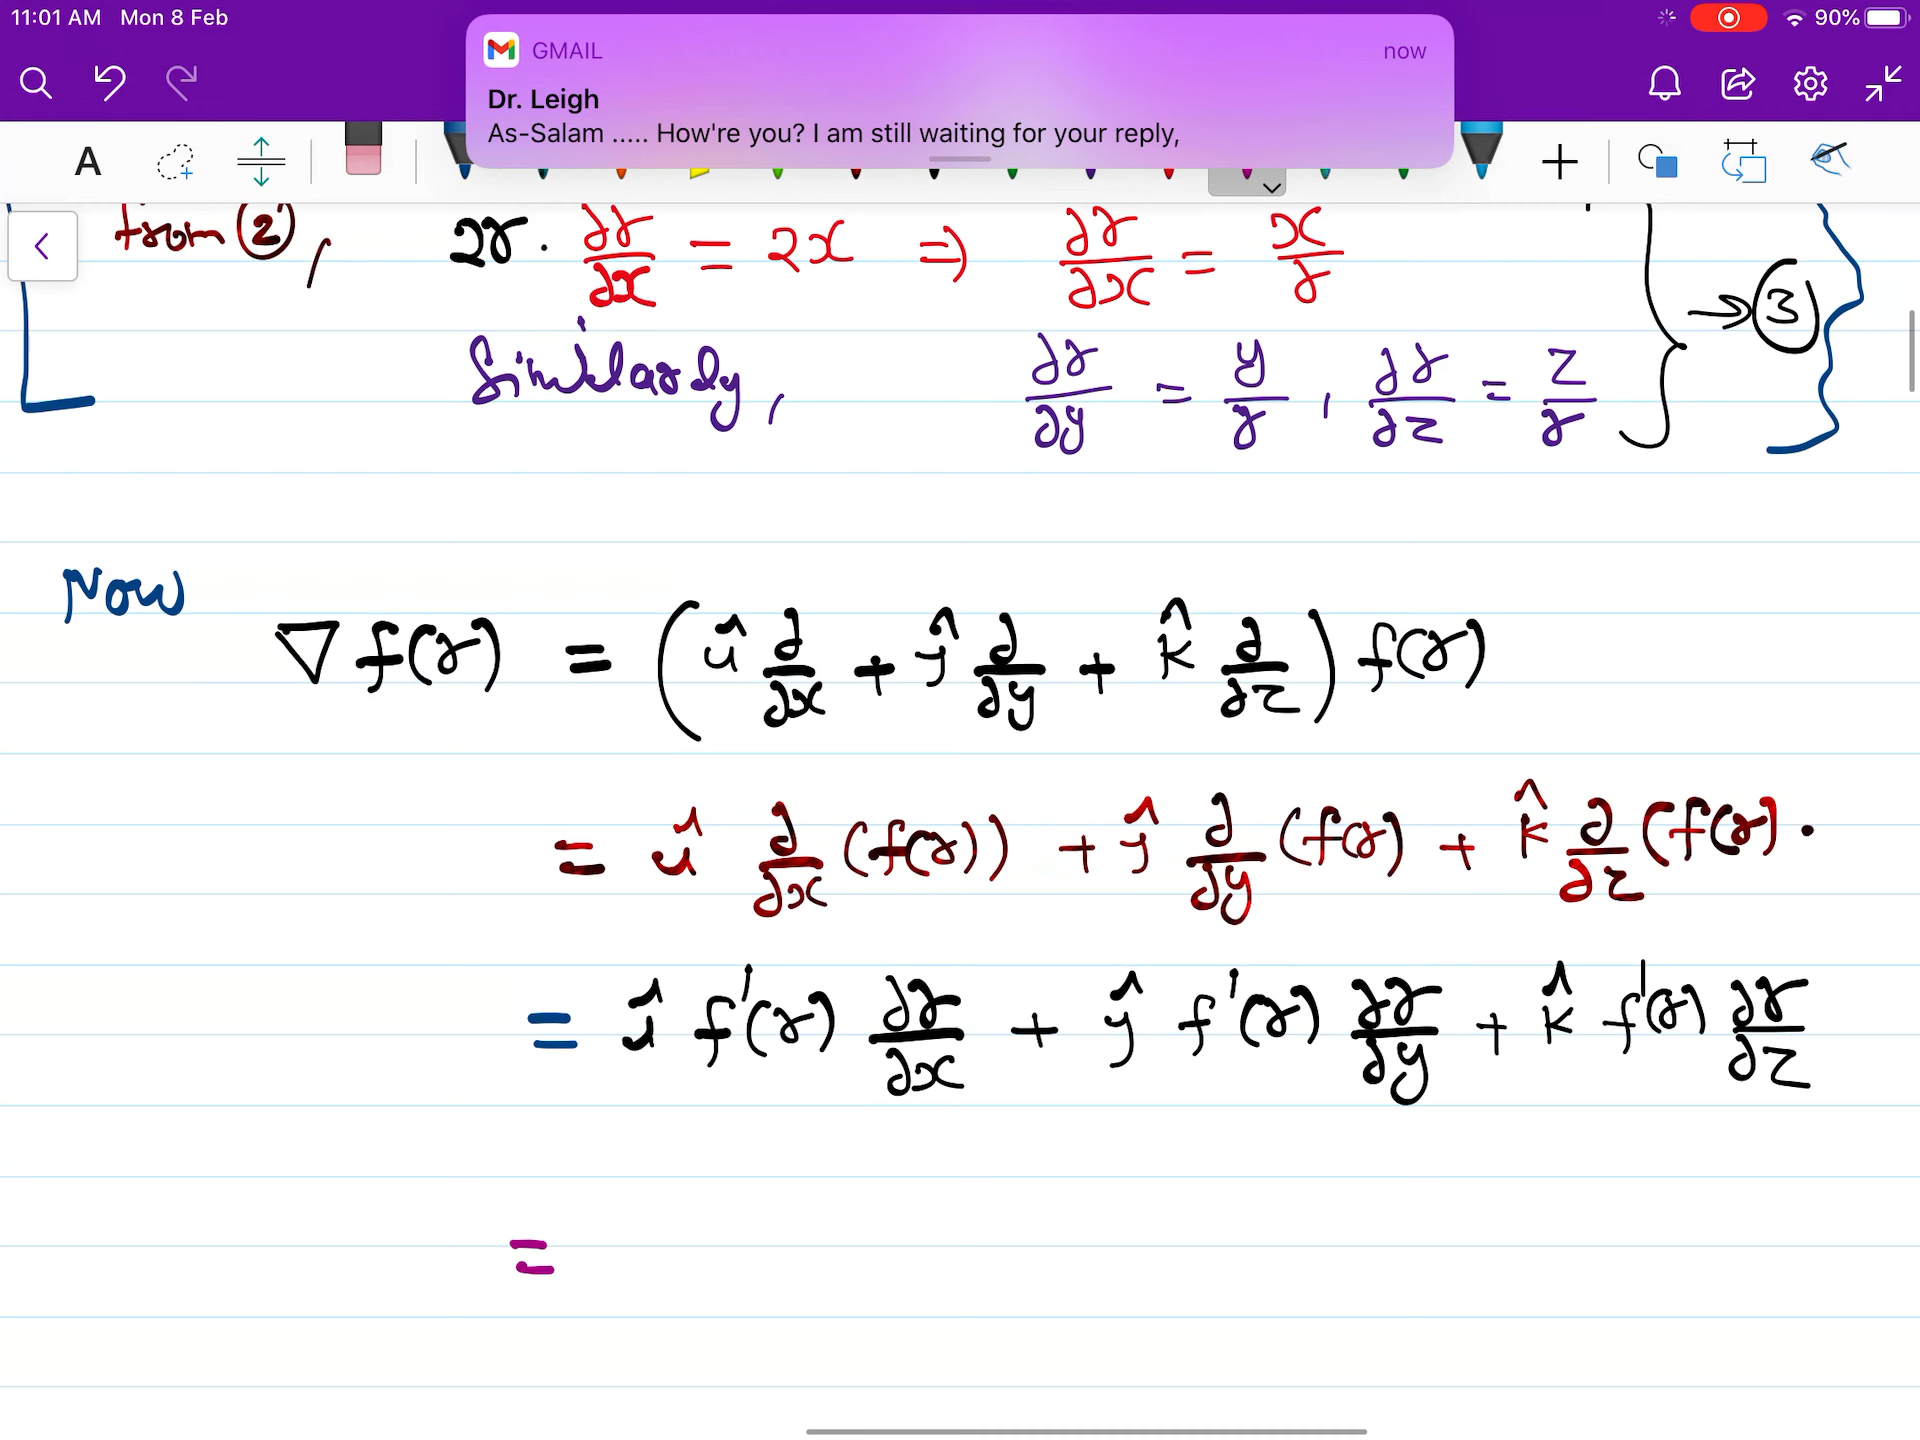 11:01 AM Mon 8 Feb
90%
GMAIL now
Dr. Leigh
As-Salam ..... How're you? I am still waiting for your reply,
A
from ②, 2r · ∂r/∂x = 2x ⇒ ∂r/∂x = x/r
→ ③
Similarly, ∂r/∂y = y/r , ∂r/∂z = z/r
Now
∇ f(r) = (î ∂/∂x + ĵ ∂/∂y + k̂ ∂/∂z) f(r)
= î ∂/∂x (f(r)) + ĵ ∂/∂y (f(r) + k̂ ∂/∂z (f(r) .
= î f'(r) ∂r/∂x + ĵ f'(r) ∂r/∂y + k̂ f'(r) ∂r/∂z
=